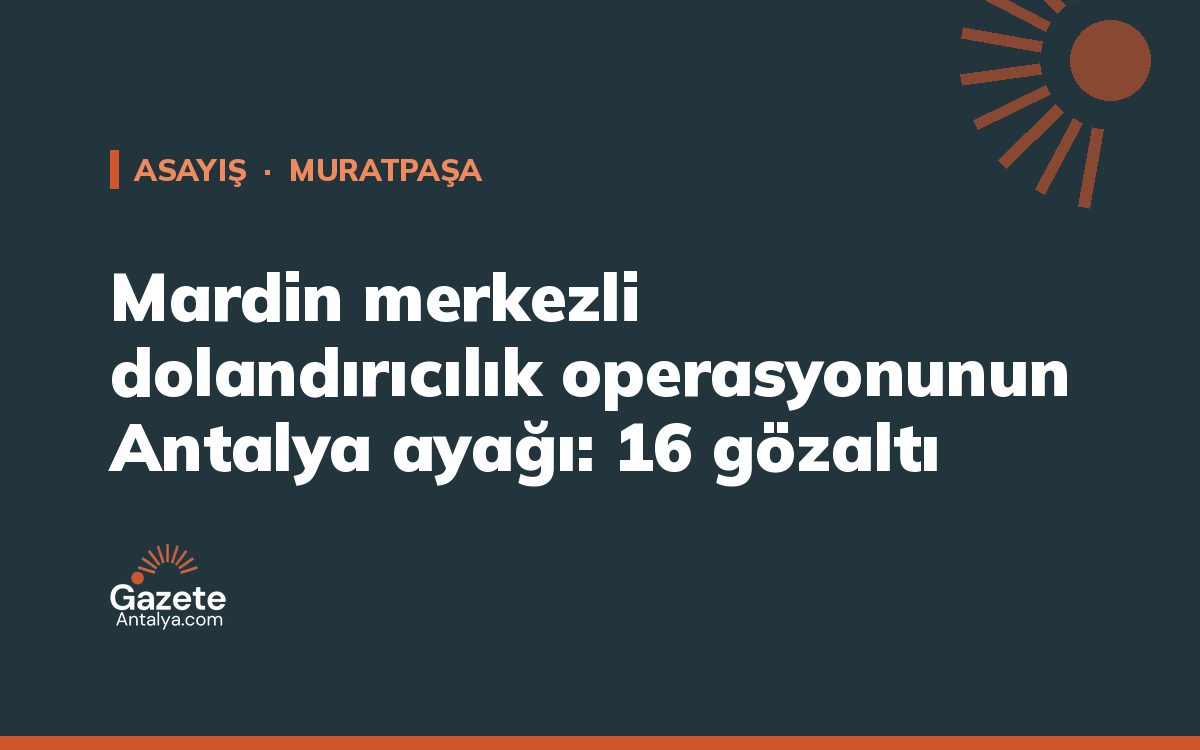 ASAYIŞ · MURATPAŞA
Mardin merkezli
dolandırıcılık operasyonunun
Antalya ayağı: 16 gözaltı
Gazete
Antalya.com